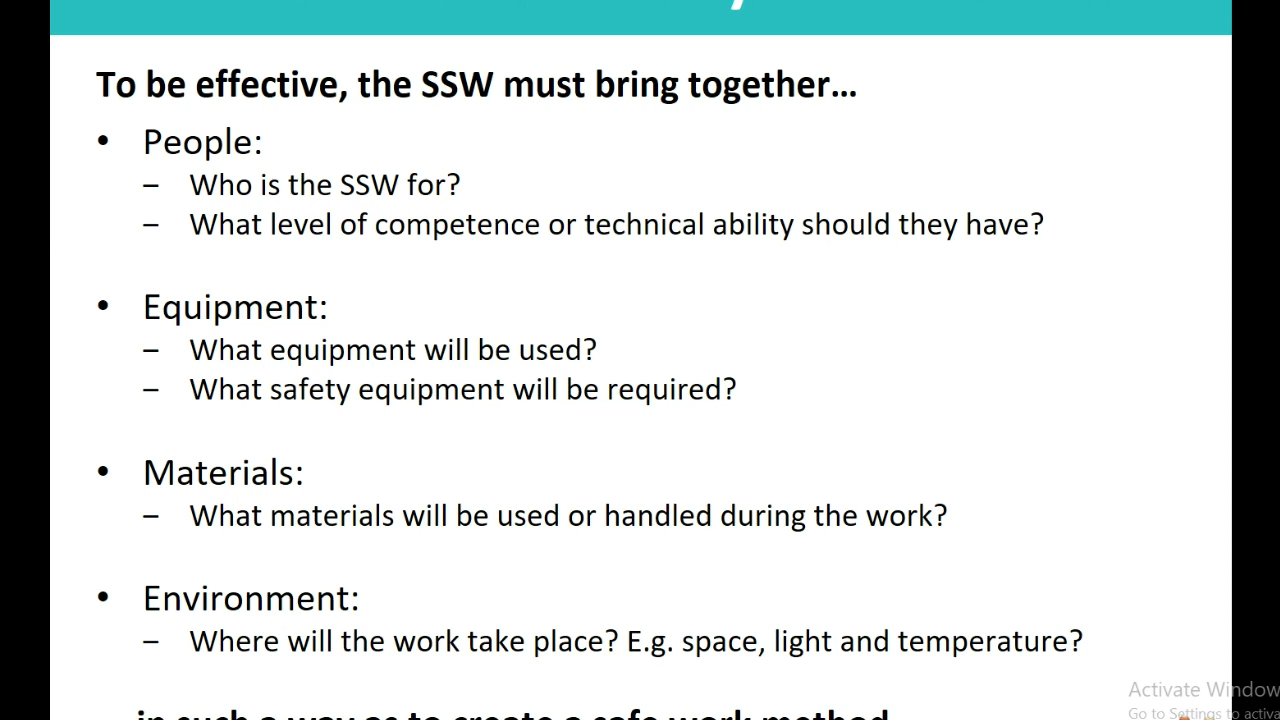 To be effective, the SSW must bring together...
• People:
– Who is the SSW for?
– What level of competence or technical ability should they have?
• Equipment:
– What equipment will be used?
– What safety equipment will be required?
• Materials:
– What materials will be used or handled during the work?
• Environment:
– Where will the work take place? E.g. space, light and temperature?
in such a way as to create a safe work method
Activate Window
Go to Settings to activa